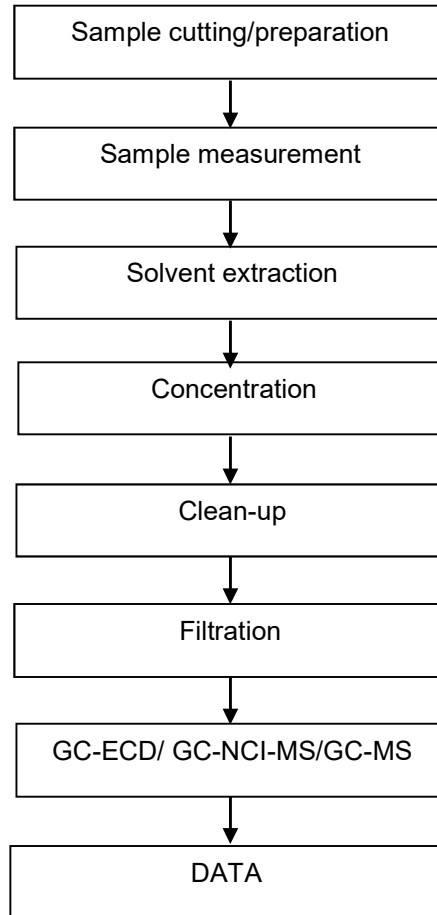 Sample cutting/preparation
Sample measurement
Solvent extraction
Concentration
Clean-up
Filtration
GC-ECD/ GC-NCI-MS/GC-MS
DATA